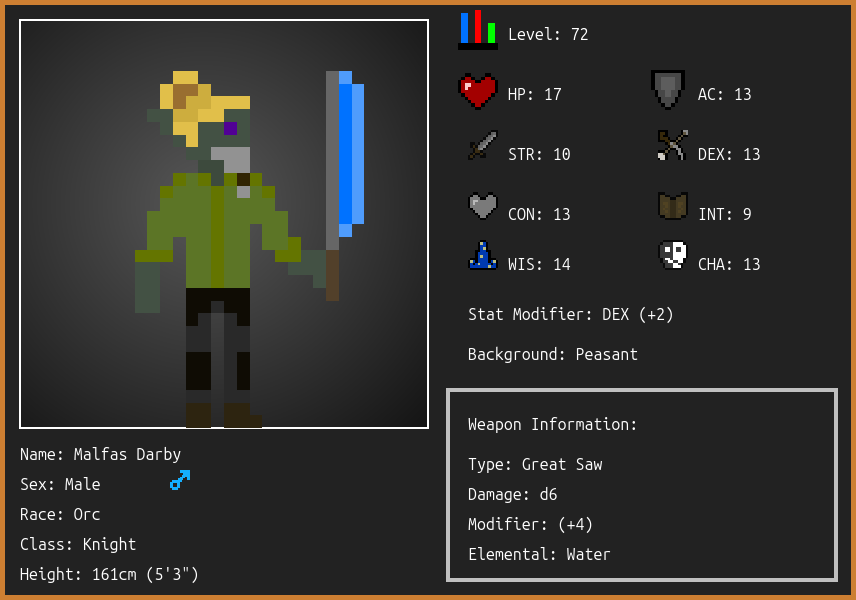 Level: 72
HP: 17
AC: 13
STR: 10
DEX: 13
CON: 13
INT: 9
WIS: 14
CHA: 13
Stat Modifier: DEX (+2)
Background: Peasant
Weapon Information:
Type: Great Saw
Damage: d6
Modifier: (+4)
Elemental: Water
Name: Malfas Darby
Sex: Male
Race: Orc
Class: Knight
Height: 161cm (5'3")